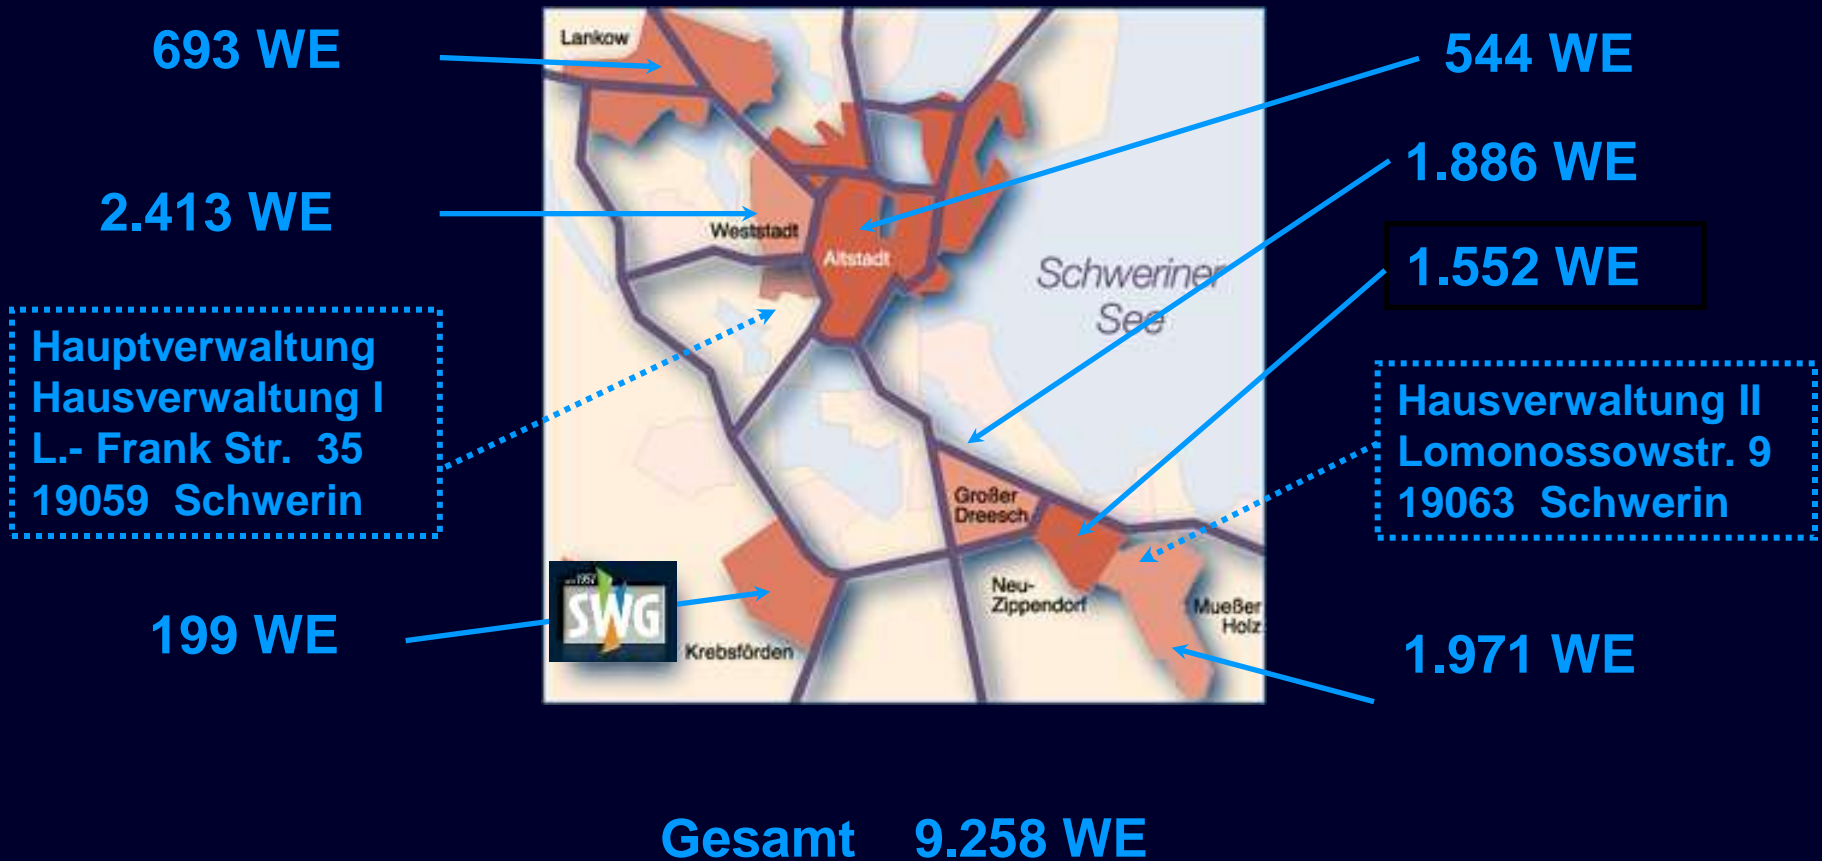 693 WE
2.413 WE
Hauptverwaltung
Hausverwaltung I
L.- Frank Str. 35
19059 Schwerin
199 WE
Lankow
Weststadt
Altstadt
Schweriner
See
Großer
Dreesch
Neu-
Zippendorf
Mueßer
Holz
Krebsförden
1957
SWG
544 WE
1.886 WE
1.552 WE
Hausverwaltung II
Lomonossowstr. 9
19063 Schwerin
1.971 WE
Gesamt 9.258 WE